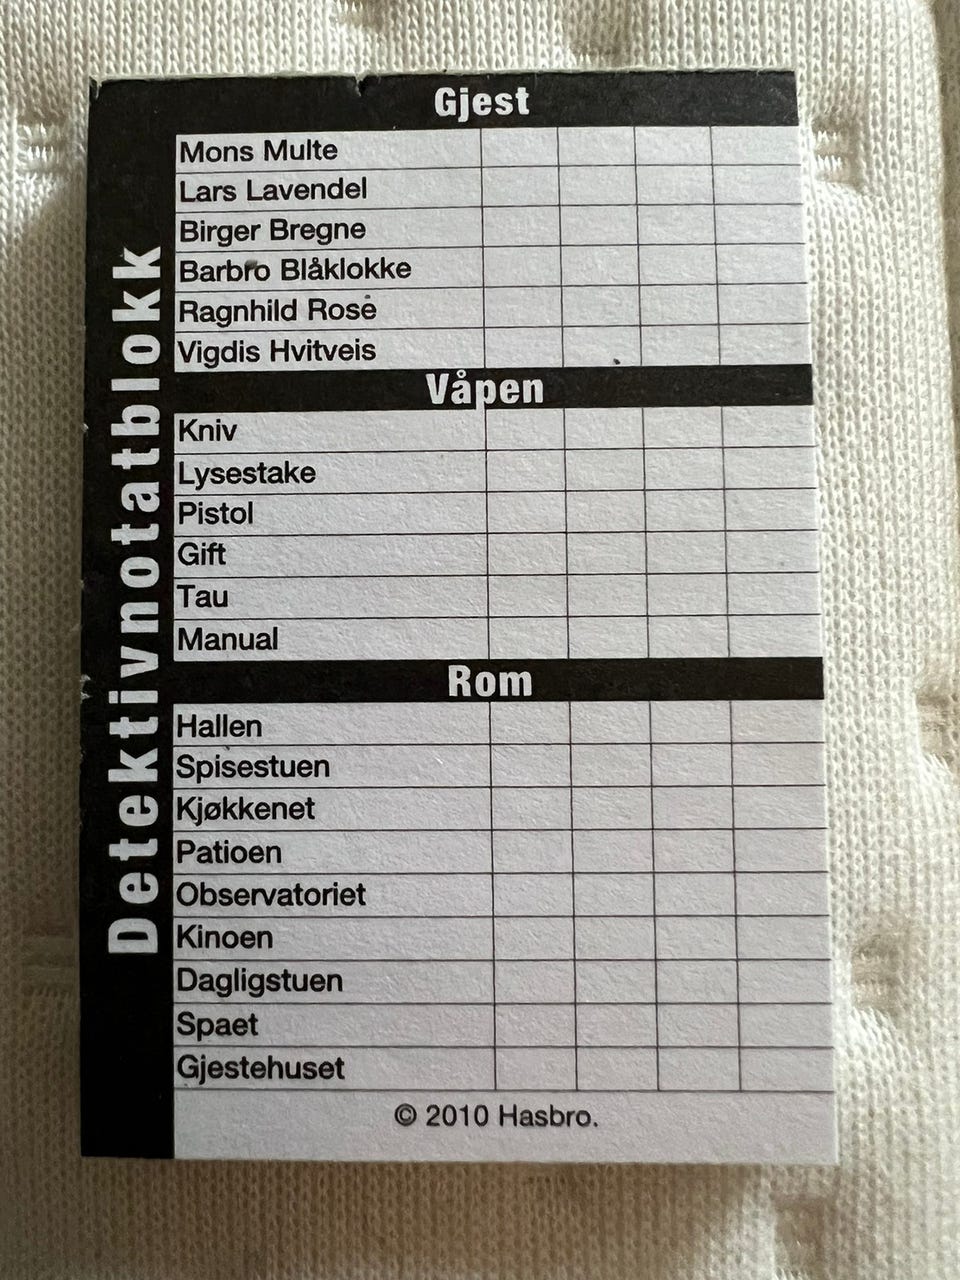 Detektivnotatblokk
Gjest
Mons Multe
Lars Lavendel
Birger Bregne
Barbro Blåklokke
Ragnhild Rose
Vigdis Hvitveis
Våpen
Kniv
Lysestake
Pistol
Gift
Tau
Manual
Rom
Hallen
Spisestuen
Kjøkkenet
Patioen
Observatoriet
Kinoen
Dagligstuen
Spaet
Gjestehuset
© 2010 Hasbro.